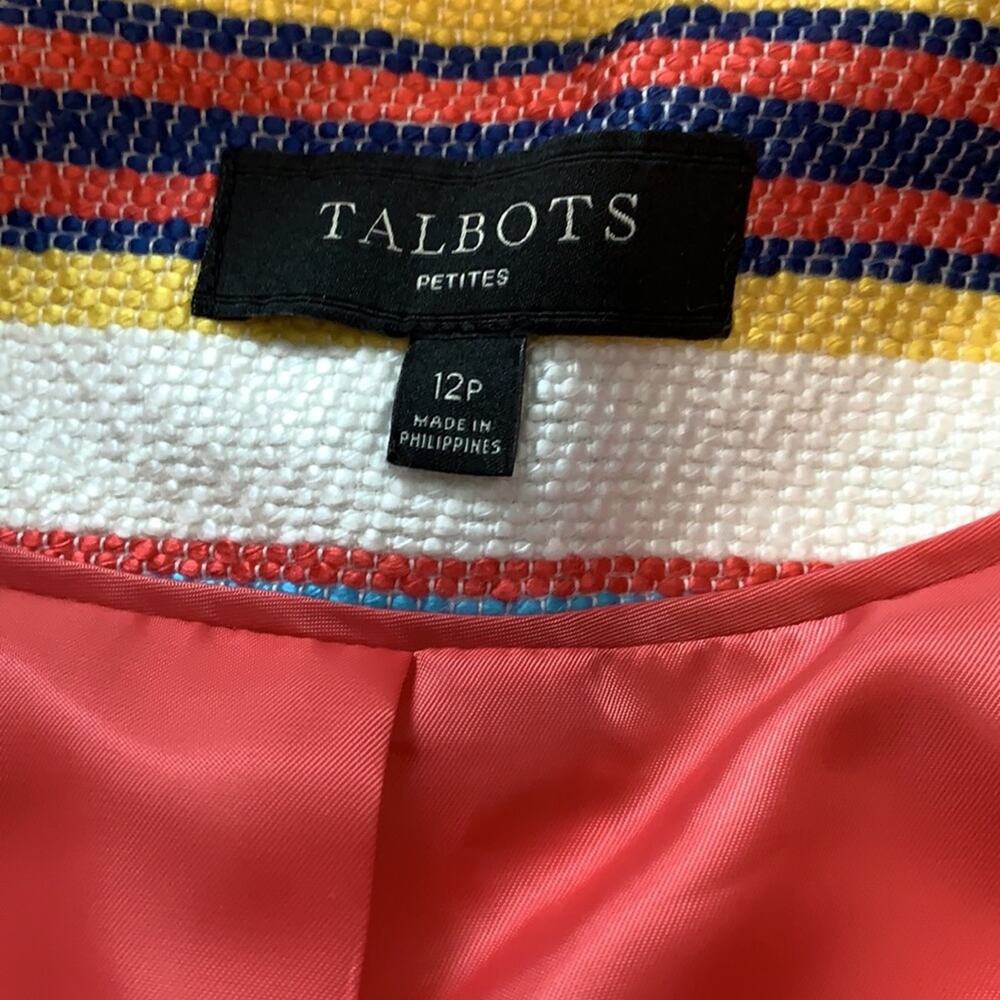 TALBOTS
PETITES
12P
MADE IN
PHILIPPINES